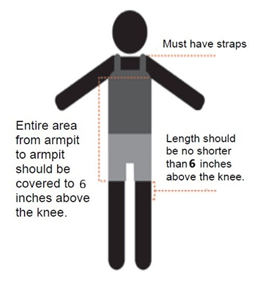 Must have straps
Entire area
from armpit
to armpit
should be
covered to 6
inches above
the knee.
Length should
be no shorter
than 6 inches
above the knee.